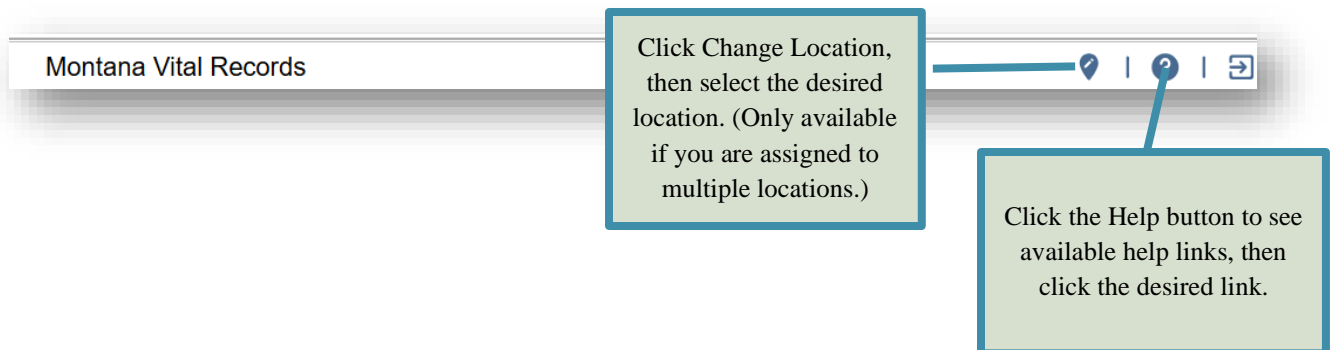 Montana Vital Records
Click Change Location,
then select the desired
location. (Only available
if you are assigned to
multiple locations.)
Click the Help button to see
available help links, then
click the desired link.